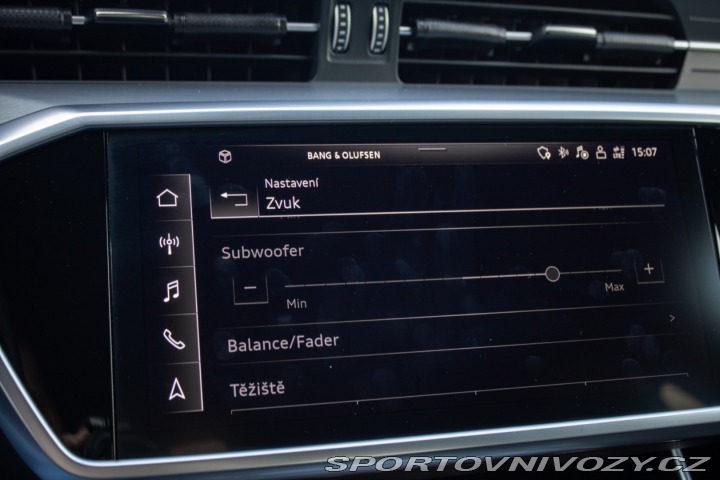 BANG & OLUFSEN
15:07
Nastavení
Zvuk
Subwoofer
Min
Max
Balance/Fader
Těžiště
SPORTOVNIVOZY.CZ